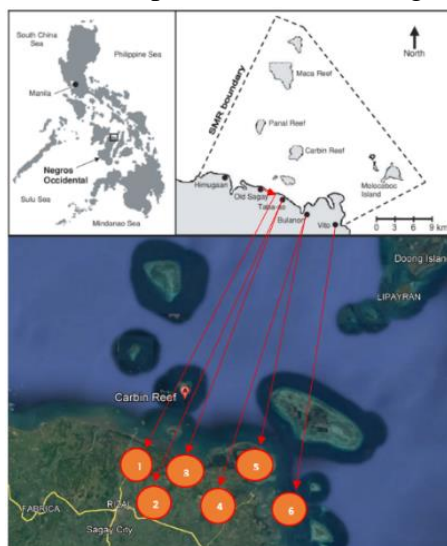 South China
Sea
Philippine Sea
Manila
Negros
Occidental
Sulu Sea
Mindanao Sea
SMR boundary
North
Maca Reef
Panal Reef
Carbin Reef
Molocaboc
Island
Himugaan
Old Sagay
Taba-ao
Bulanon
Vito
0 3 6 9 km
Doong Island
LIPAYRAN
Carbin Reef
1
3
5
2
4
6
FABRICA
RIZAL
Sagay City